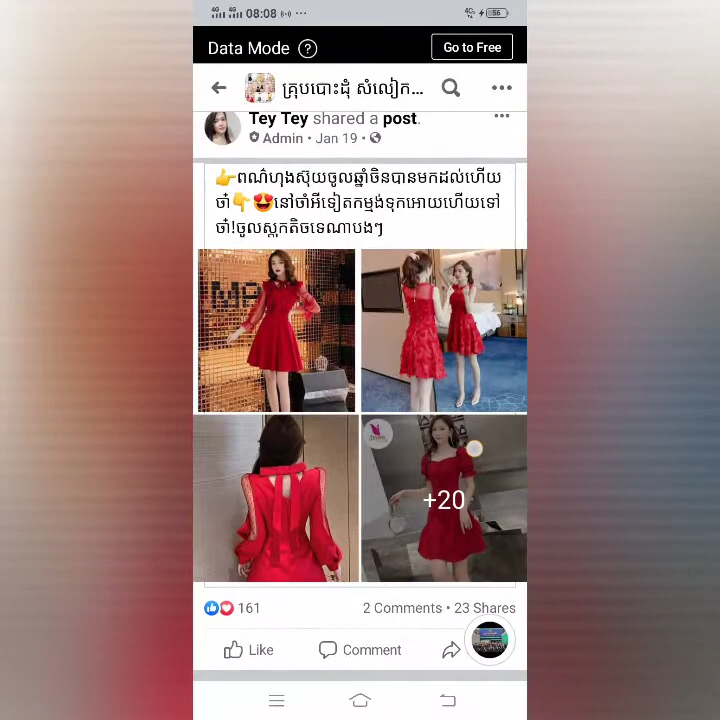 4G 4G 08:08 56
Data Mode Go to Free
គ្រុបបោះដុំ សំលៀក...
Tey Tey shared a post.
Admin • Jan 19 •
👉ពណ៌ហុងស៊ុយចូលឆ្នាំចិនបានមកដល់ហើយ
ចា៎👇😍នៅចាំអីទៀតកម្មង់ទុកអោយហើយទៅ
ចា៎!ចូលស្តុកតិចទេណាបងៗ
+20
161 2 Comments • 23 Shares
Like Comment